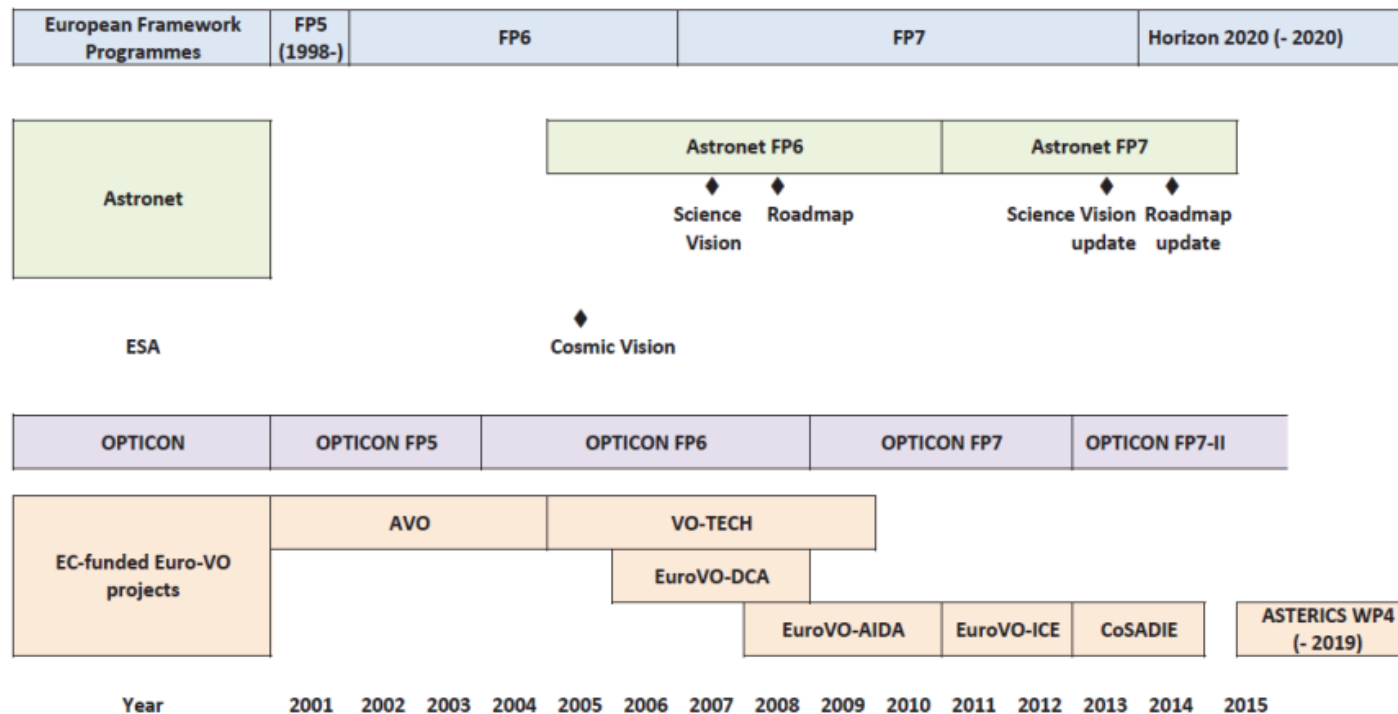 European Framework
Programmes
FP5
(1998-)
FP6
FP7
Horizon 2020 (- 2020)
Astronet
Astronet FP6
Astronet FP7
Science
Vision
Roadmap
Science Vision
update
Roadmap
update
ESA
Cosmic Vision
OPTICON
OPTICON FP5
OPTICON FP6
OPTICON FP7
OPTICON FP7-II
EC-funded Euro-VO
projects
AVO
VO-TECH
EuroVO-DCA
EuroVO-AIDA
EuroVO-ICE
CoSADIE
ASTERICS WP4
(- 2019)
Year 2001 2002 2003 2004 2005 2006 2007 2008 2009 2010 2011 2012 2013 2014 2015